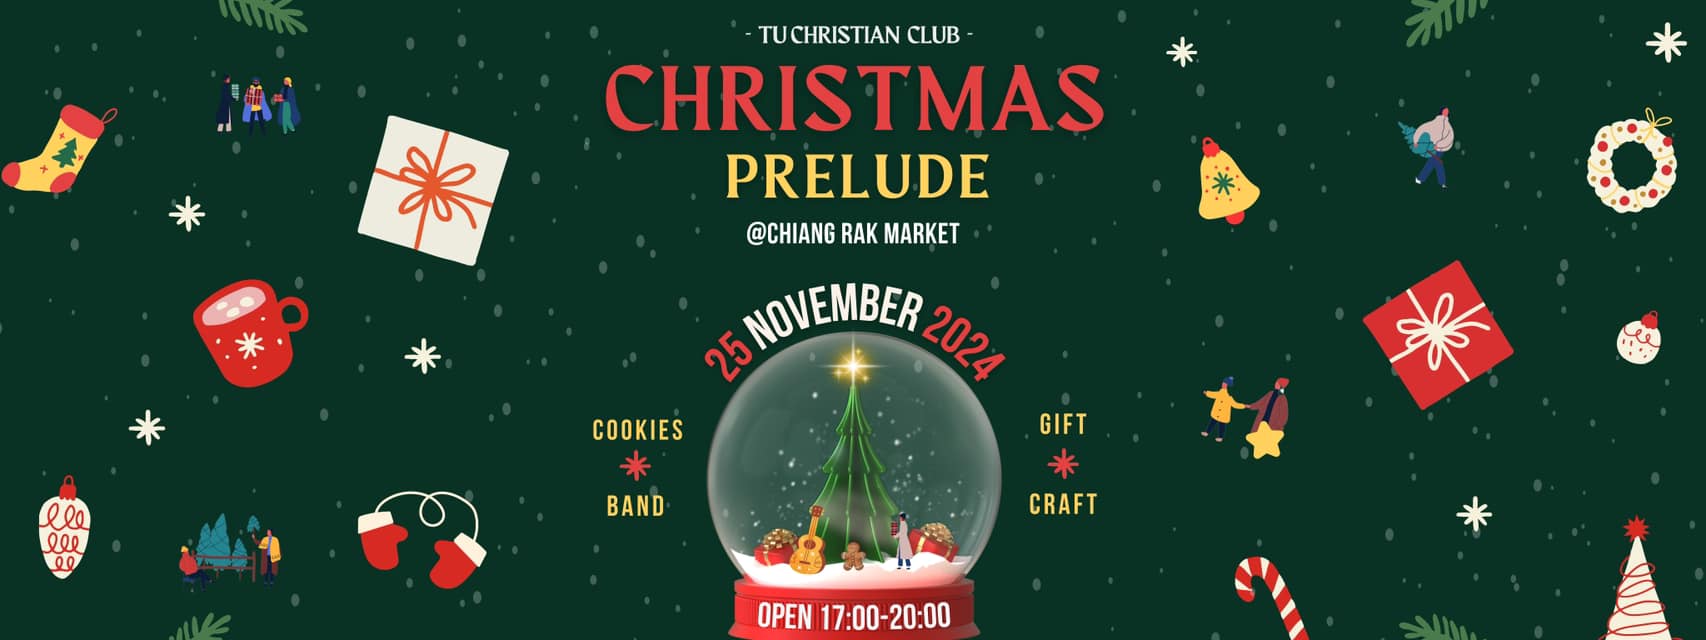 - TU CHRISTIAN CLUB -
CHRISTMAS
PRELUDE
@CHIANG RAK MARKET
25 NOVEMBER 2024
COOKIES
BAND
GIFT
CRAFT
OPEN 17:00-20:00